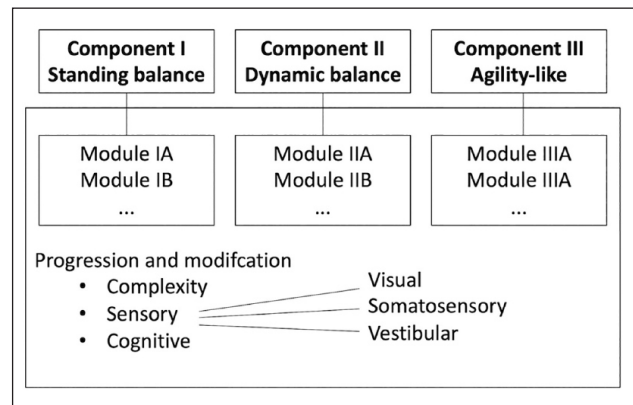 Component I
Standing balance
Component II
Dynamic balance
Component III
Agility-like
Module IA
Module IB
...
Module IIA
Module IIB
...
Module IIIA
Module IIIA
...
Progression and modifcation
• Complexity
• Sensory
• Cognitive
Visual
Somatosensory
Vestibular